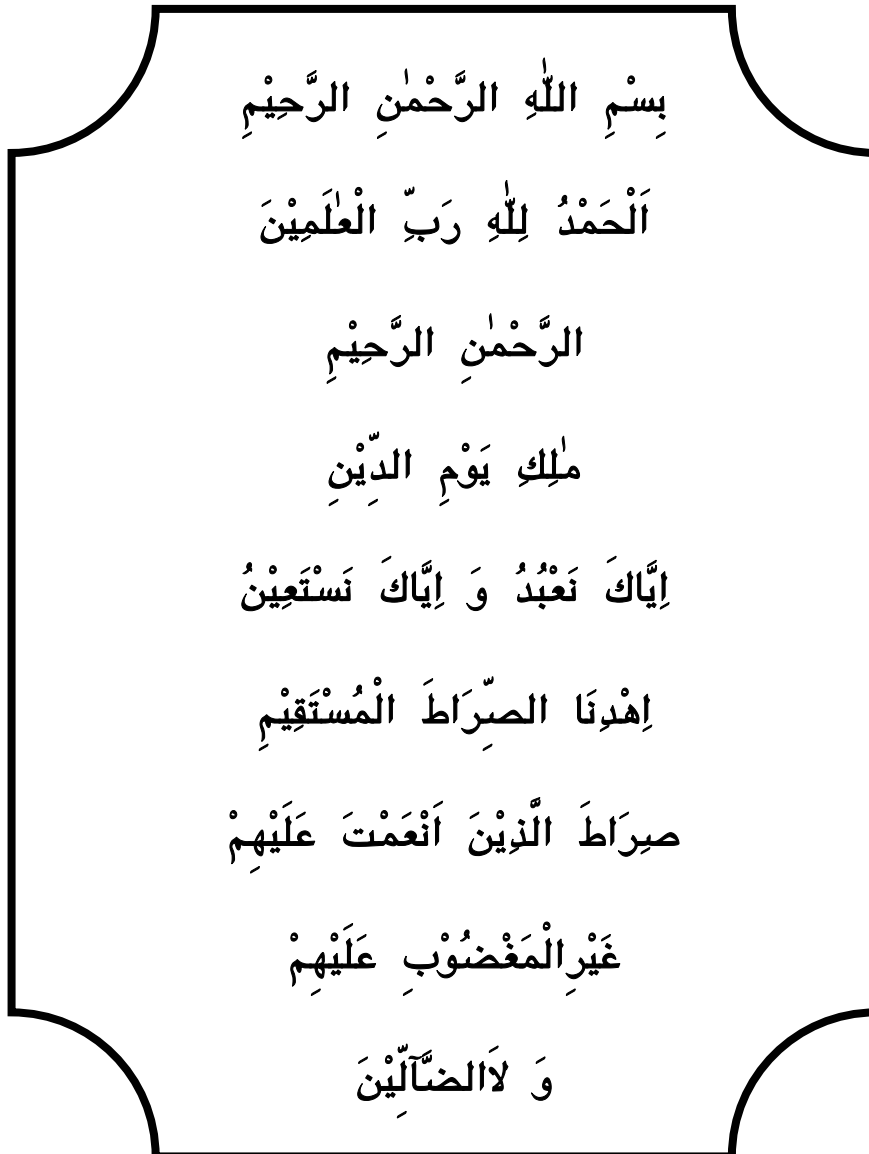 بِسْمِ اللّٰهِ الرَّحْمٰنِ الرَّحِيْمِ
اَلْحَمْدُ لِلّٰهِ رَبِّ الْعٰلَمِيْنَ
الرَّحْمٰنِ الرَّحِيْمِ
مٰلِكِ يَوْمِ الدِّيْنِ
اِيَّاكَ نَعْبُدُ وَ اِيَّاكَ نَسْتَعِيْنُ
اِهْدِنَا الصِّرَاطَ الْمُسْتَقِيْمِ
صِرَاطَ الَّذِيْنَ اَنْعَمْتَ عَلَيْهِمْ
غَيْرِالْمَغْضُوْبِ عَلَيْهِمْ
وَ لَاالضَّآلِّيْنَ